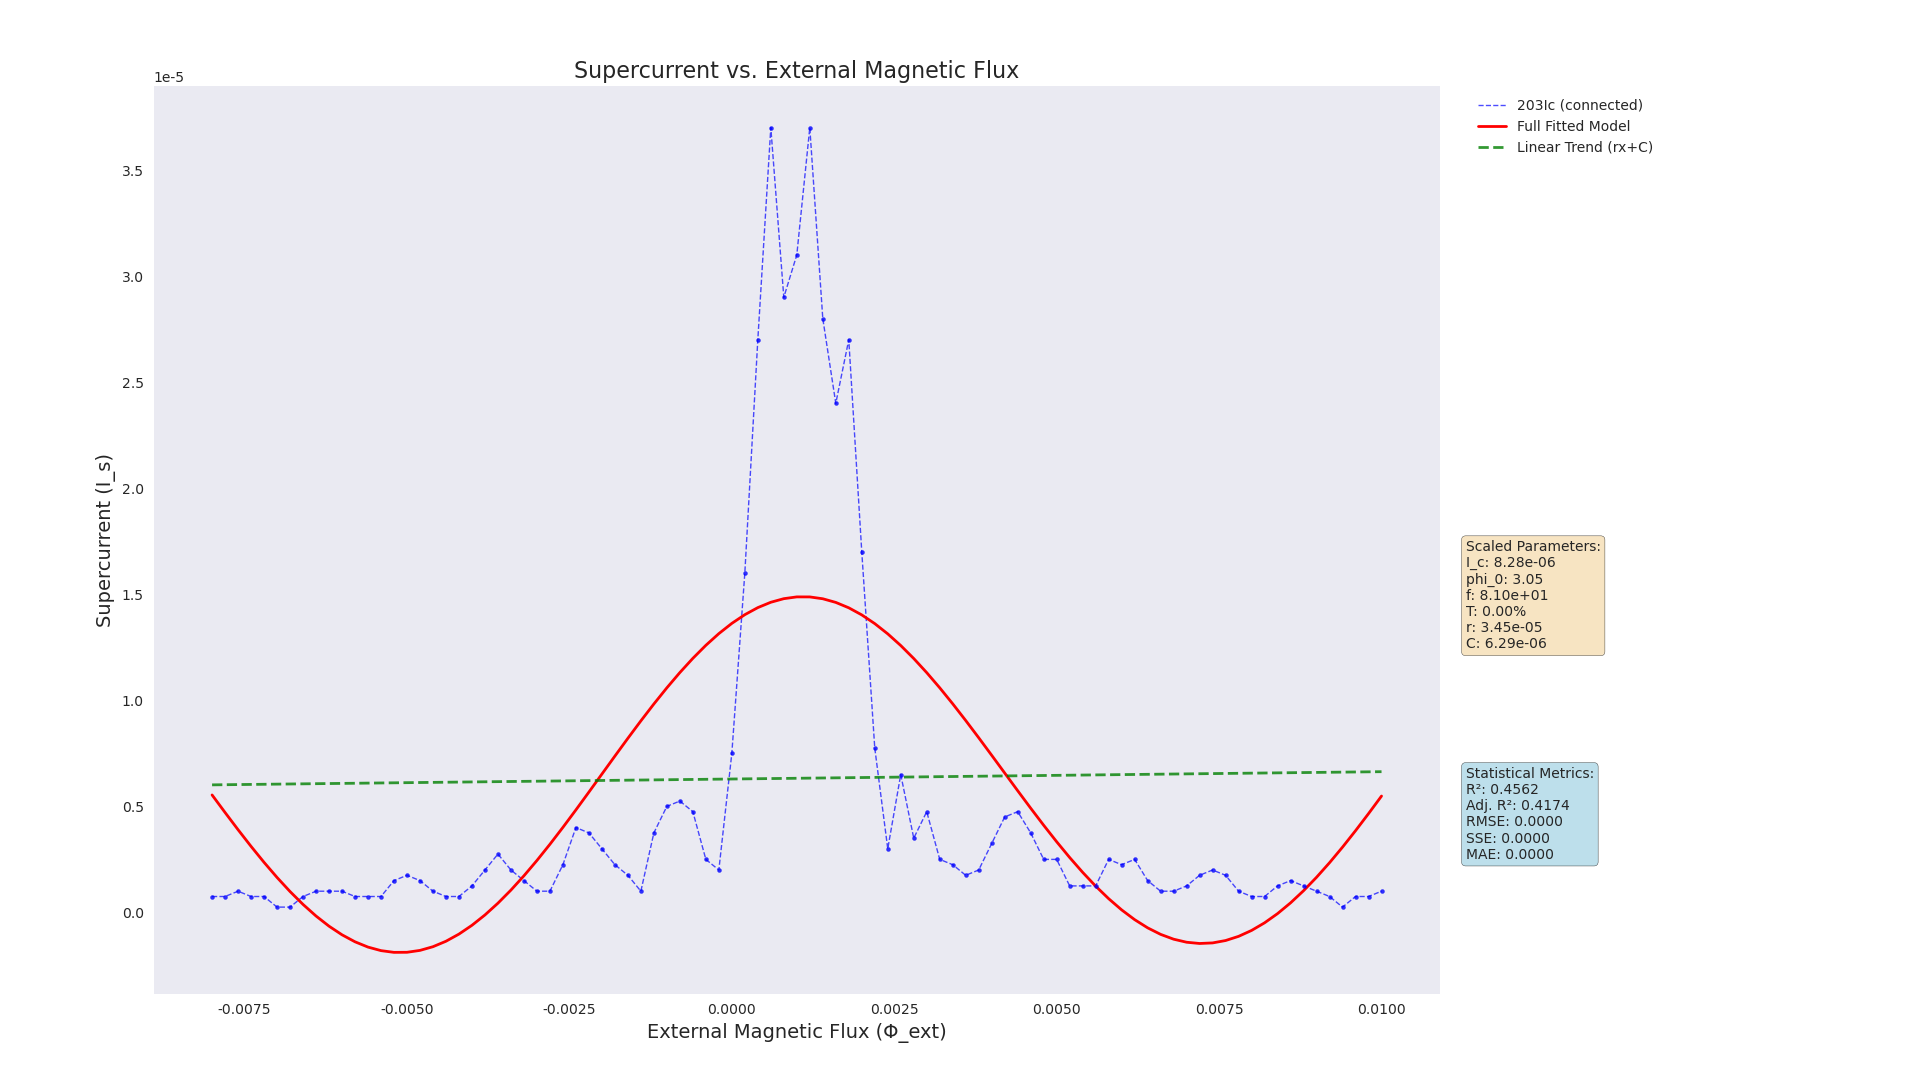 Supercurrent vs. External Magnetic Flux
1e-5
3.5
3.0
2.5
2.0
1.5
1.0
0.5
0.0
Supercurrent (I_s)
-0.0075
-0.0050
-0.0025
0.0000
0.0025
0.0050
0.0075
0.0100
External Magnetic Flux (Φ_ext)
203Ic (connected)
Full Fitted Model
Linear Trend (rx+C)
Scaled Parameters:
I_c: 8.28e-06
phi_0: 3.05
f: 8.10e+01
T: 0.00%
r: 3.45e-05
C: 6.29e-06
Statistical Metrics:
R²: 0.4562
Adj. R²: 0.4174
RMSE: 0.0000
SSE: 0.0000
MAE: 0.0000